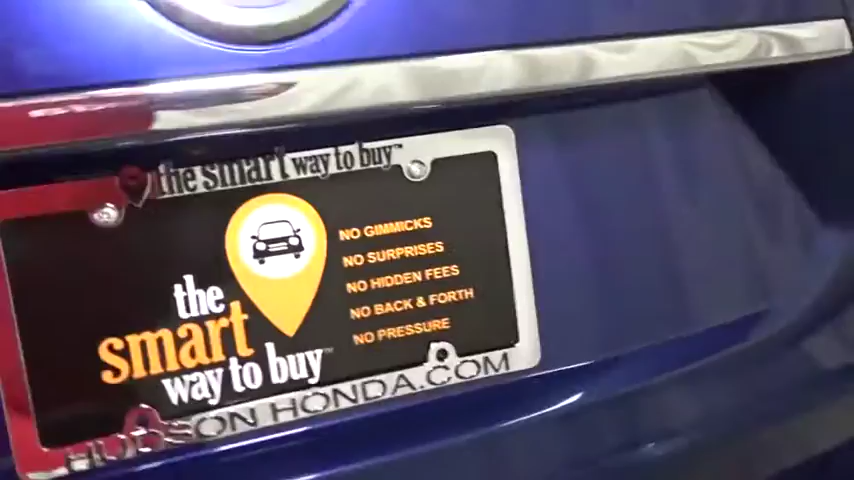 the smart way to buy™
NO GIMMICKS
NO SURPRISES
NO HIDDEN FEES
NO BACK & FORTH
NO PRESSURE
the
smart
way to buy™
HUDSON HONDA.COM